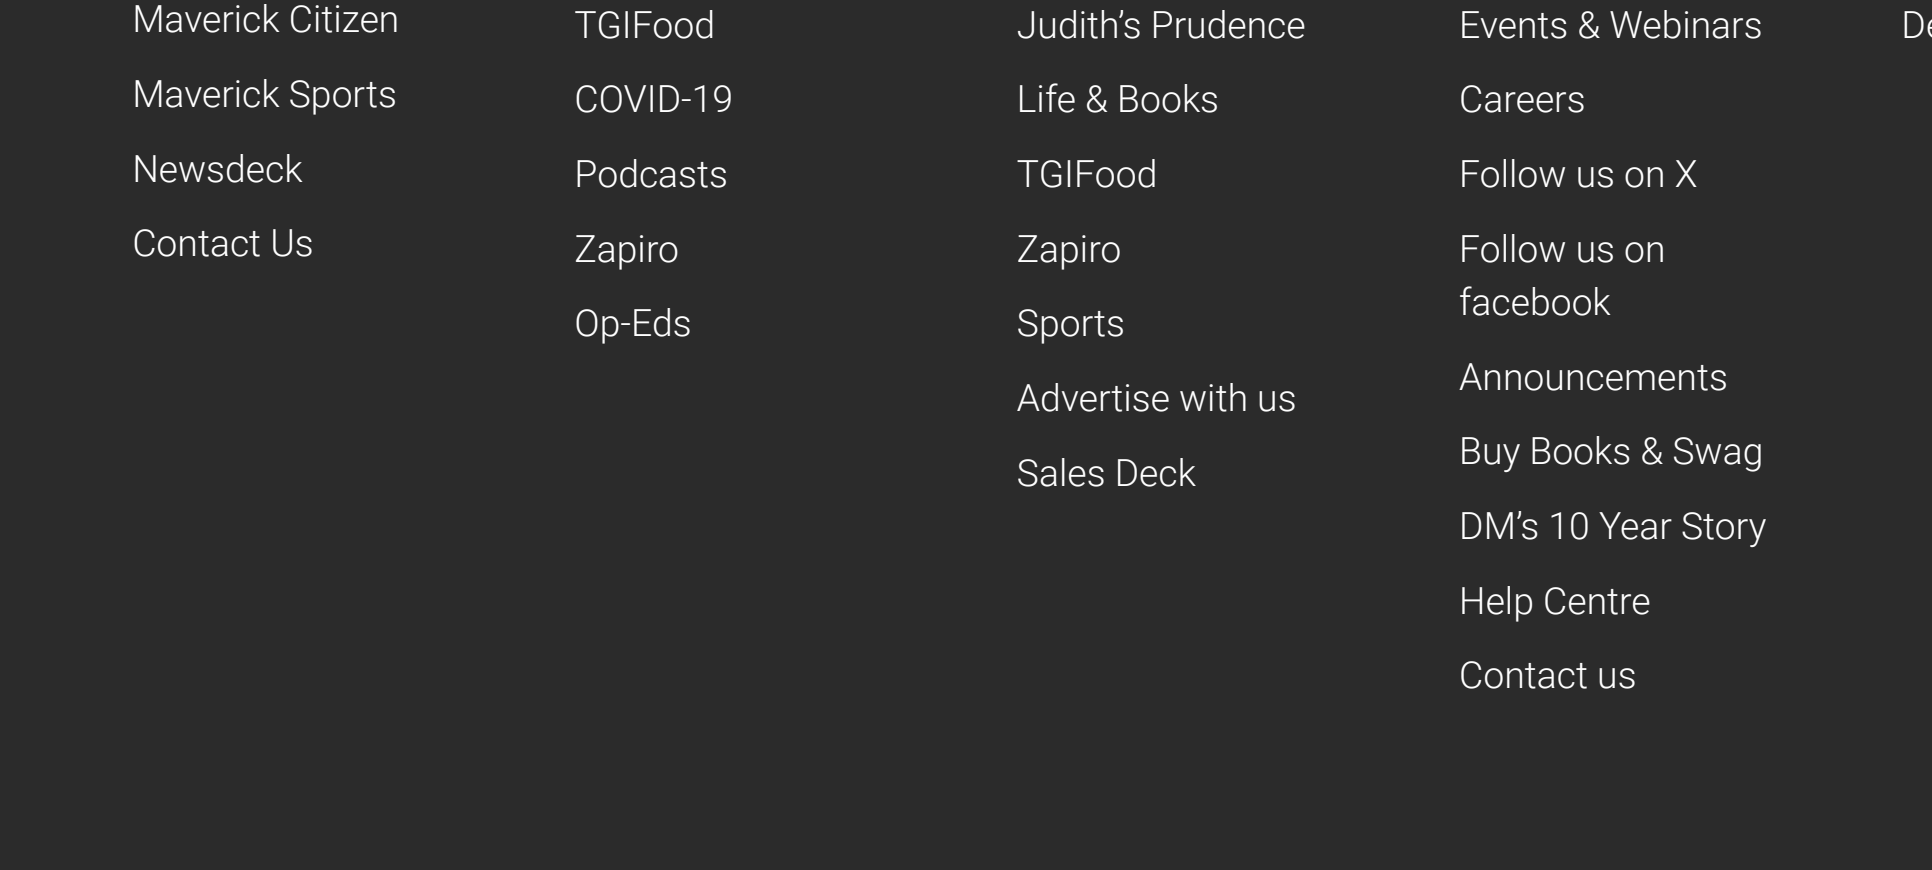 Maverick Citizen
Maverick Sports
Newsdeck
Contact Us
TGIFood
COVID-19
Podcasts
Zapiro
Op-Eds
Judith’s Prudence
Life & Books
TGIFood
Zapiro
Sports
Advertise with us
Sales Deck
Events & Webinars
Careers
Follow us on X
Follow us on
facebook
Announcements
Buy Books & Swag
DM’s 10 Year Story
Help Centre
Contact us